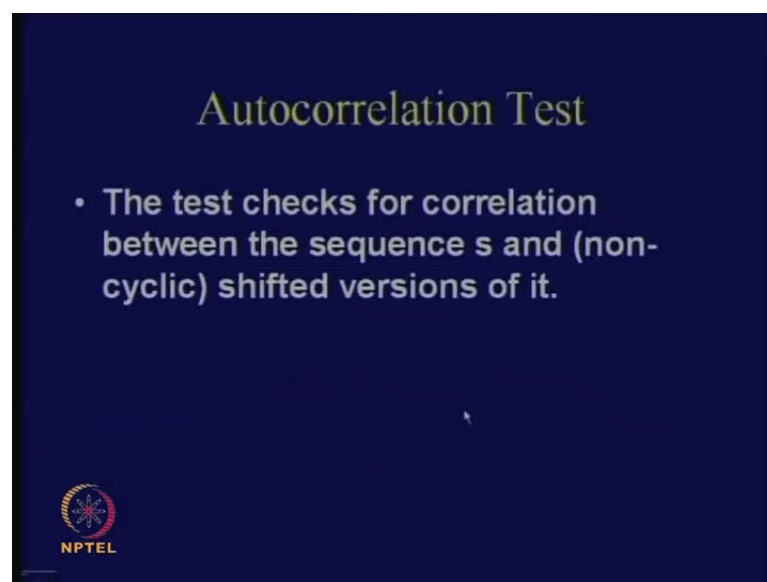 Autocorrelation Test
• The test checks for correlation
between the sequence s and (non-
cyclic) shifted versions of it.
NPTEL